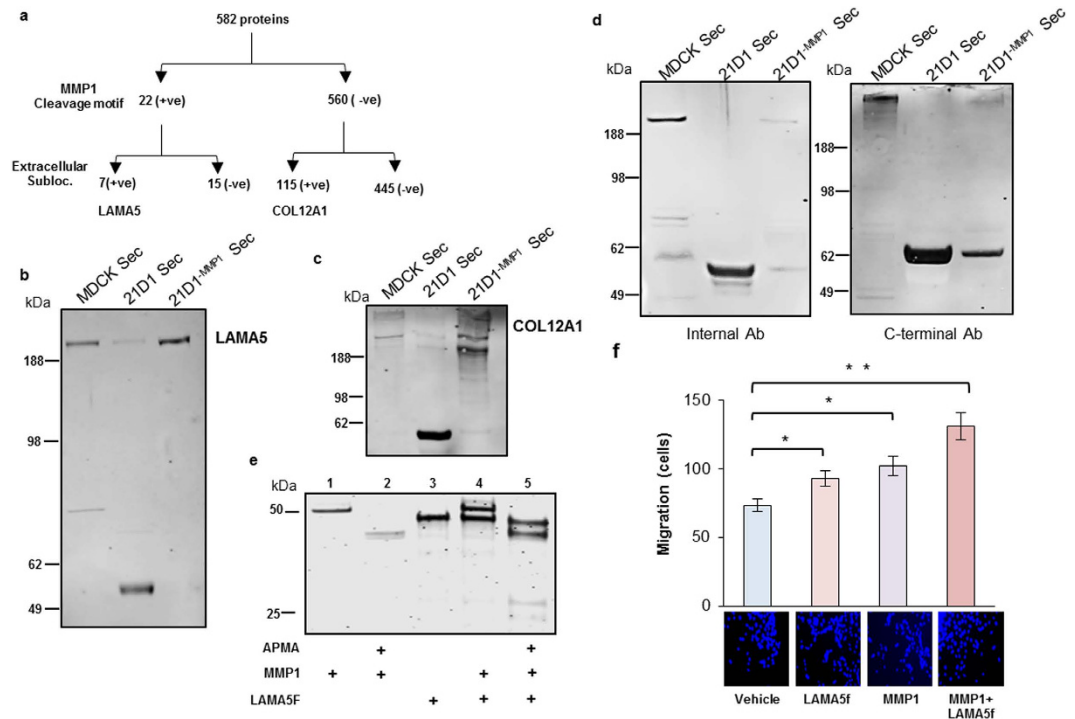 a
582 proteins
MMP1
Cleavage motif
22 (+ve)
560( -ve)
Extracellular
Subloc.
7(+ve)
15 (-ve)
115 (+ve)
445( -ve)
LAMA5
COL12A1
b
kDa
MDCK Sec
21D1 Sec
21D1-MMP1 Sec
LAMA5
188
98
62
49
c
kDa
MDCK Sec
21D1 Sec
21D1-MMP1 Sec
COL12A1
188
98
62
d
kDa
MDCK Sec
21D1 Sec
21D1-MMP1 Sec
188
98
62
49
Internal Ab
kDa
MDCK Sec
21D1 Sec
21D1-MMP1 Sec
188
98
62
49
C-terminal Ab
e
kDa
1 2 3 4 5
50
25
APMA + +
MMP1 + + + +
LAMA5F + + +
f
* *
*
*
Migration (cells)
150
100
50
0
Vehicle
LAMA5f
MMP1
MMP1+
LAMA5f